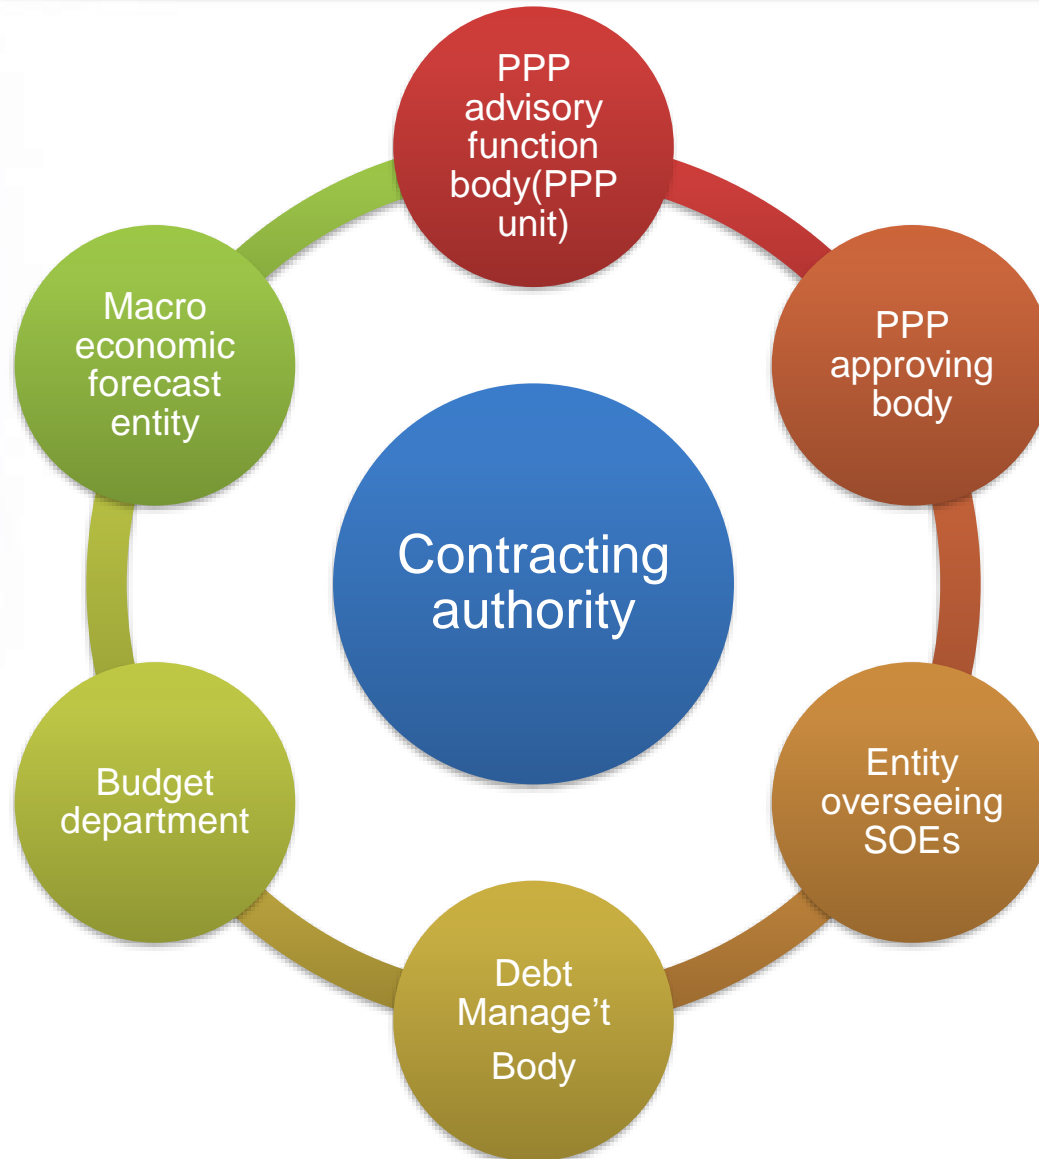 PPP
advisory
function
body(PPP
unit)
PPP
approving
body
Entity
overseeing
SOEs
Debt
Manage’t
Body
Budget
department
Macro
economic
forecast
entity
Contracting
authority